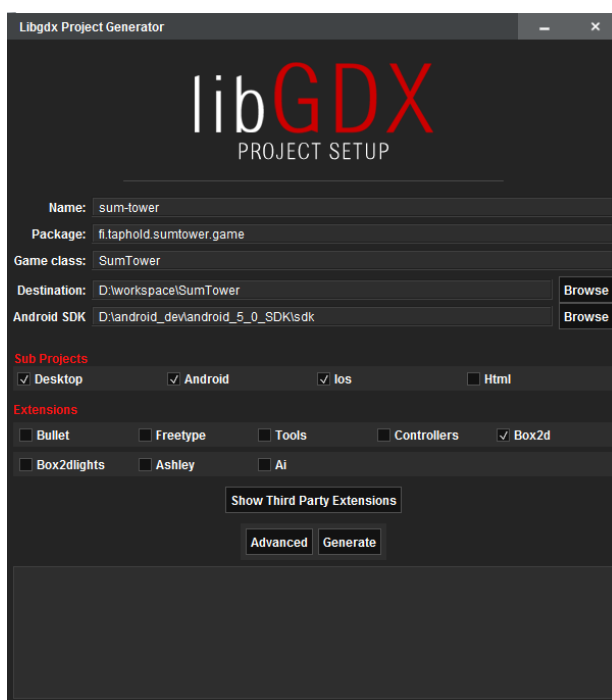 Libgdx Project Generator
libGDX
PROJECT SETUP
Name: sum-tower
Package: fi.taphold.sumtower.game
Game class: SumTower
Destination: D:\workspace\SumTower Browse
Android SDK D:\android_dev\android_5_0_SDK\sdk Browse
Sub Projects
Desktop Android Ios Html
Extensions
Bullet Freetype Tools Controllers Box2d
Box2dlights Ashley Ai
Show Third Party Extensions
Advanced Generate